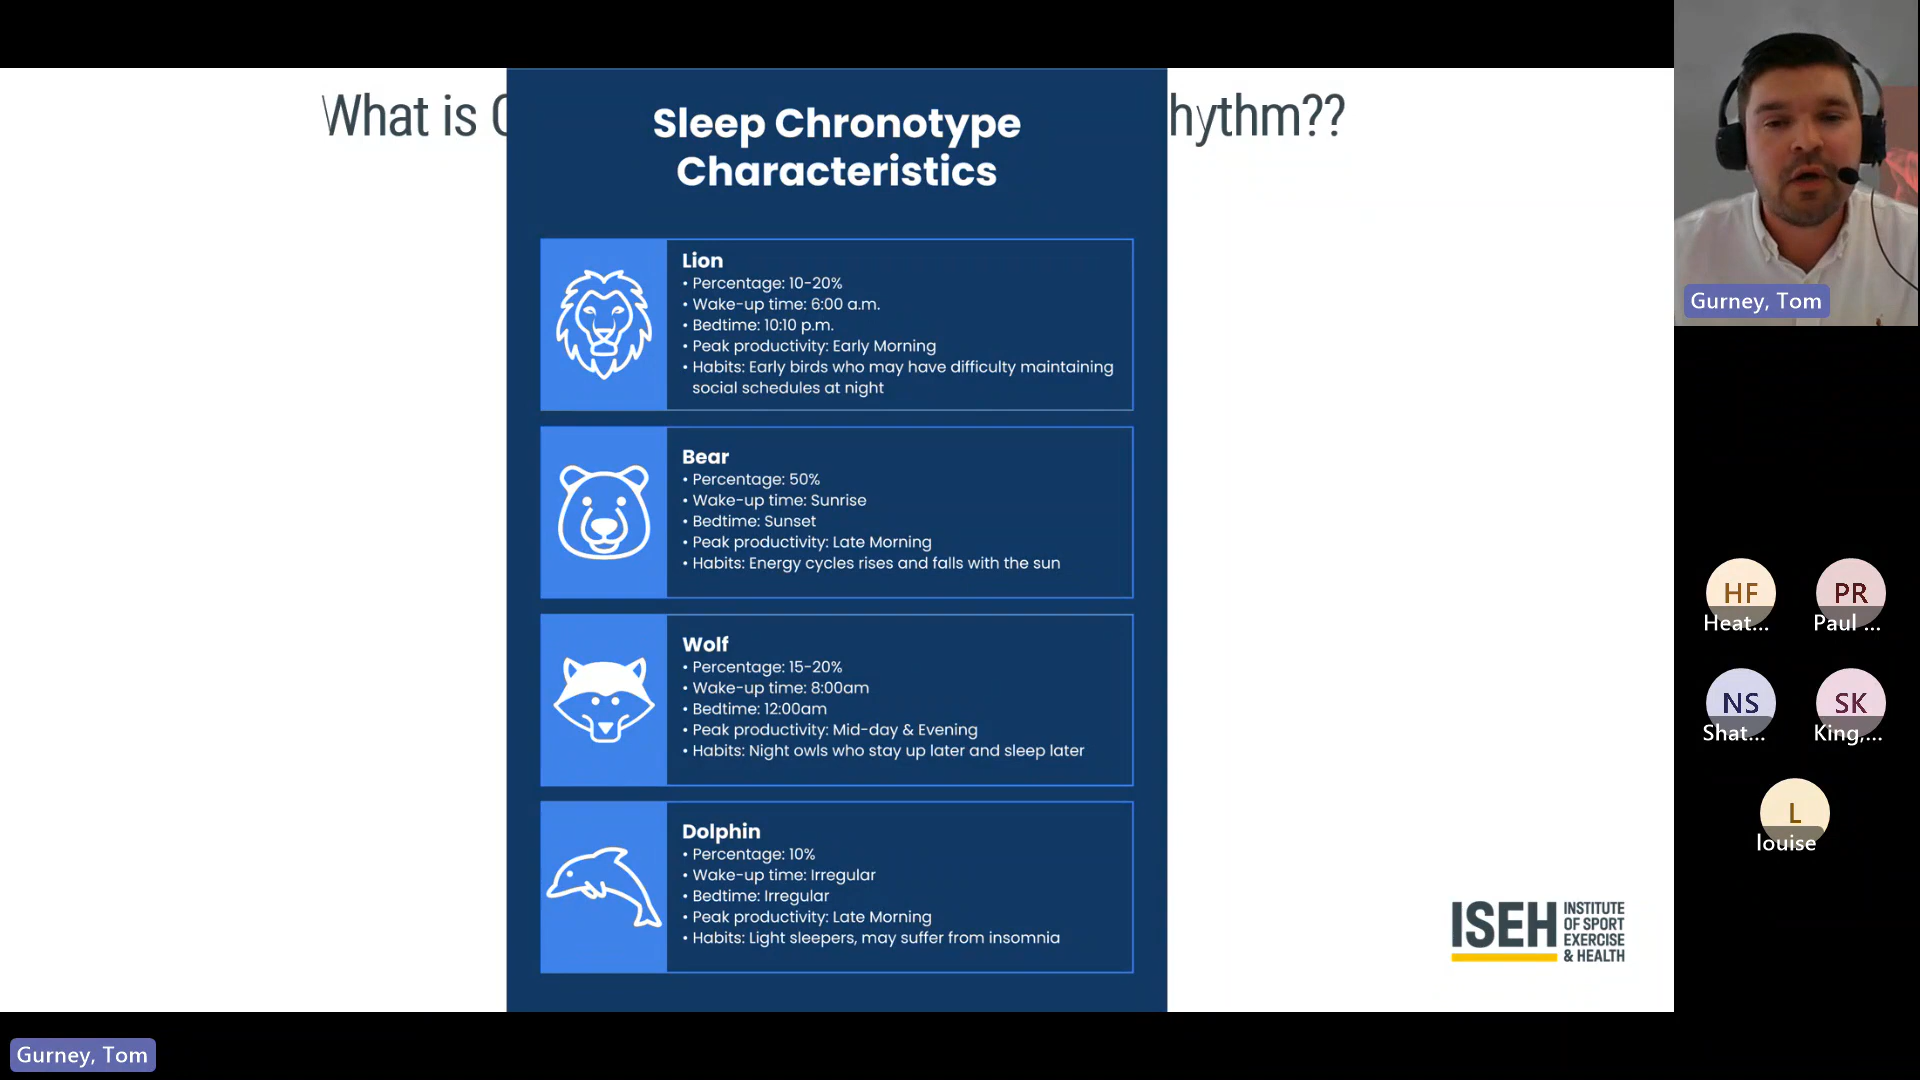 What is C
hythm??
Sleep Chronotype
Characteristics
Lion
• Percentage: 10-20%
• Wake-up time: 6:00 a.m.
• Bedtime: 10:10 p.m.
• Peak productivity: Early Morning
• Habits: Early birds who may have difficulty maintaining
social schedules at night
Bear
• Percentage: 50%
• Wake-up time: Sunrise
• Bedtime: Sunset
• Peak productivity: Late Morning
• Habits: Energy cycles rises and falls with the sun
Wolf
• Percentage: 15-20%
• Wake-up time: 8:00am
• Bedtime: 12:00am
• Peak productivity: Mid-day & Evening
• Habits: Night owls who stay up later and sleep later
Dolphin
• Percentage: 10%
• Wake-up time: Irregular
• Bedtime: Irregular
• Peak productivity: Late Morning
• Habits: Light sleepers, may suffer from insomnia
ISEH
INSTITUTE
OF SPORT
EXERCISE
& HEALTH
Gurney, Tom
HF
Heat...
PR
Paul ...
NS
Shat...
SK
King,...
L
louise
Gurney, Tom